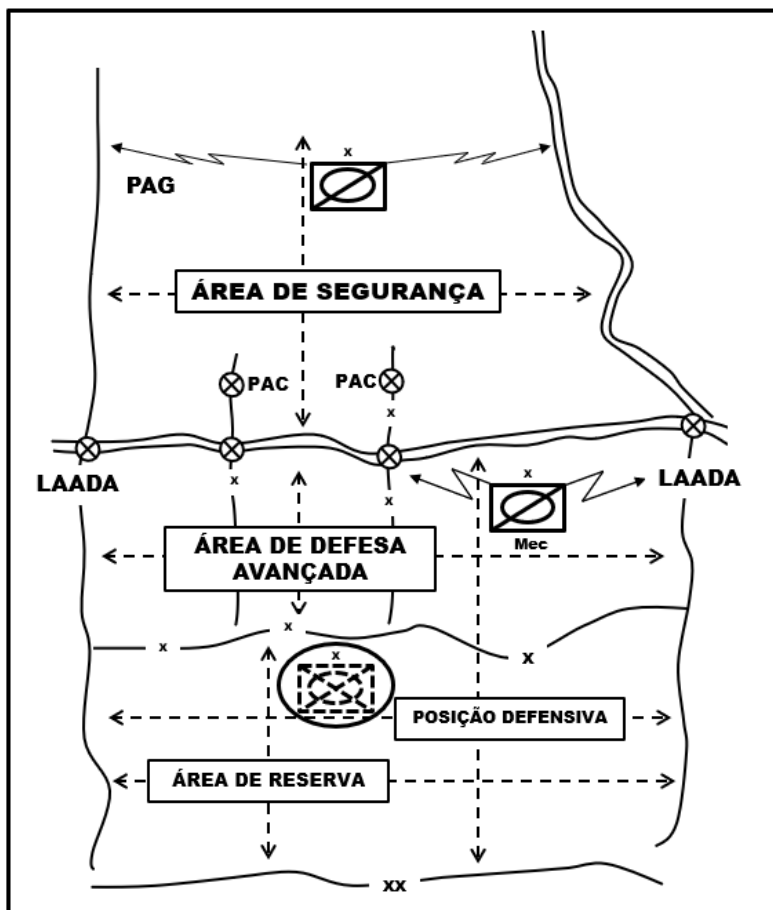 x
PAG
ÁREA DE SEGURANÇA
PAC
PAC
x
LAADA
x
x
x
LAADA
Mec
ÁREA DE DEFESA
AVANÇADA
x
x
x
x
POSIÇÃO DEFENSIVA
ÁREA DE RESERVA
xx